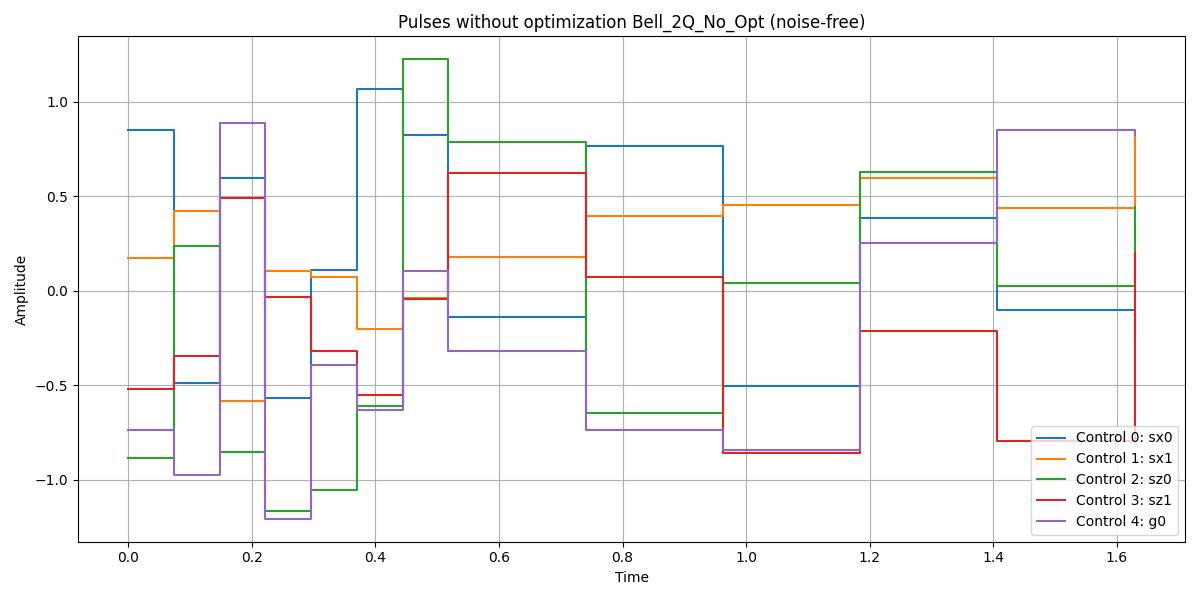 Pulses without optimization Bell_2Q_No_Opt (noise-free)
Amplitude
1.0
0.5
0.0
−0.5
−1.0
0.0 0.2 0.4 0.6 0.8 1.0 1.2 1.4 1.6
Time
Control 0: sx0
Control 1: sx1
Control 2: sz0
Control 3: sz1
Control 4: g0